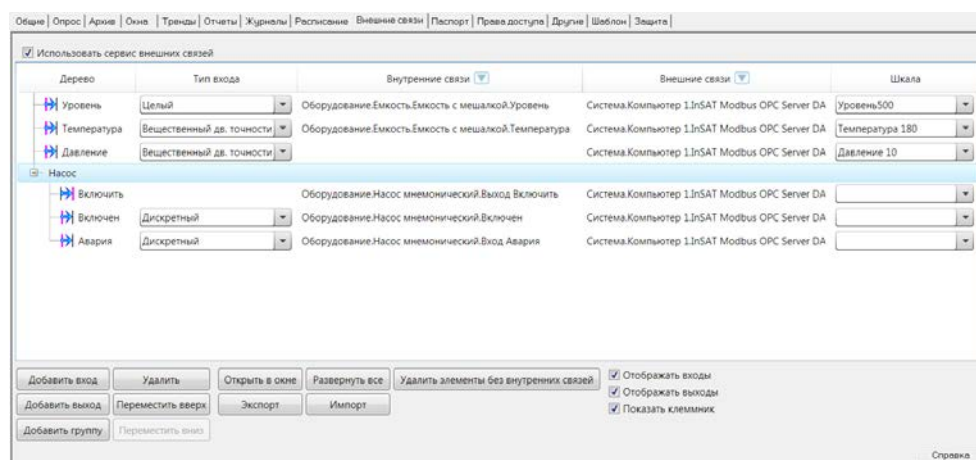 Общие Опрос Архив Окна Тренды Отчеты Журналы Расписание Внешние связи Паспорт Права доступа Другие Шаблон Защита
Использовать сервис внешних связей
Дерево Тип входа Внутренние связи Внешние связи Шкала
Уровень Целый Оборудование.Емкость.Емкость с мешалкой.Уровень Система.Компьютер 1.InSAT Modbus OPC Server DA Уровень500
Температура Вещественный дв. точности Оборудование.Емкость.Емкость с мешалкой.Температура Система.Компьютер 1.InSAT Modbus OPC Server DA Температура 180
Давление Вещественный дв. точности Система.Компьютер 1.InSAT Modbus OPC Server DA Давление 10
Насос
Включить Оборудование.Насос мнемонический.Выход Включить Система.Компьютер 1.InSAT Modbus OPC Server DA
Включен Дискретный Оборудование.Насос мнемонический.Включен Система.Компьютер 1.InSAT Modbus OPC Server DA
Авария Дискретный Оборудование.Насос мнемонический.Вход Авария Система.Компьютер 1.InSAT Modbus OPC Server DA
Добавить вход Удалить Открыть в окне Развернуть все Удалить элементы без внутренних связей Отображать входы
Отображать выходы
Добавить выход Переместить вверх Экспорт Импорт Показать клеммник
Добавить группу Переместить вниз
Справка